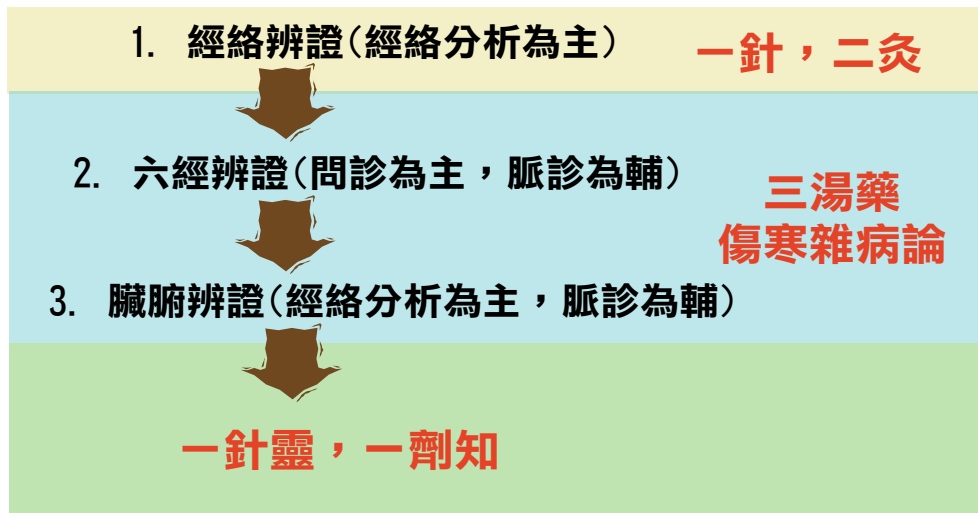 1. 經絡辨證(經絡分析為主)
一針，二灸
2. 六經辨證(問診為主，脈診為輔)
三湯藥
傷寒雜病論
3. 臟腑辨證(經絡分析為主，脈診為輔)
一針靈，一劑知